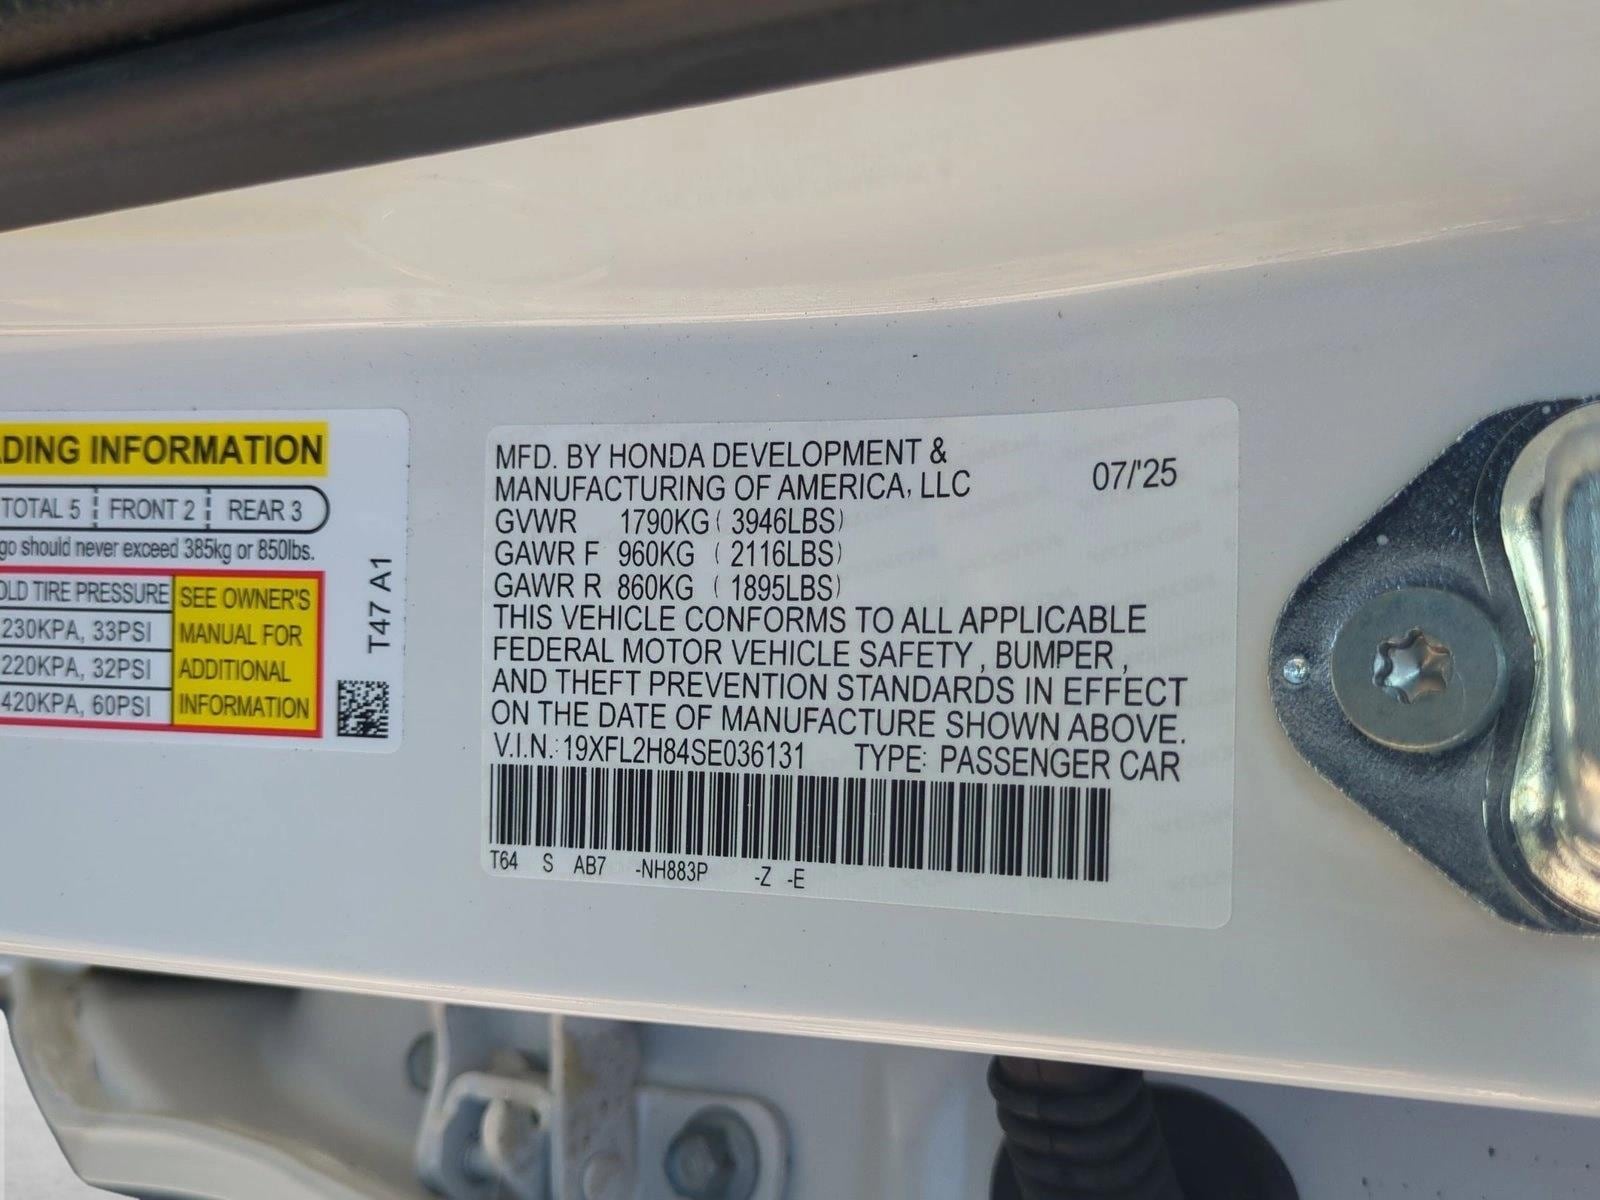 ADING INFORMATION
TOTAL 5 FRONT 2 REAR 3
go should never exceed 385kg or 850lbs.
OLD TIRE PRESSURE
230KPA, 33PSI
220KPA, 32PSI
420KPA, 60PSI
SEE OWNER'S
MANUAL FOR
ADDITIONAL
INFORMATION
T47 A1
MFD. BY HONDA DEVELOPMENT &
MANUFACTURING OF AMERICA, LLC 07/'25
GVWR 1790KG ( 3946LBS)
GAWR F 960KG ( 2116LBS)
GAWR R 860KG ( 1895LBS)
THIS VEHICLE CONFORMS TO ALL APPLICABLE
FEDERAL MOTOR VEHICLE SAFETY , BUMPER ,
AND THEFT PREVENTION STANDARDS IN EFFECT
ON THE DATE OF MANUFACTURE SHOWN ABOVE.
V.I.N.: 19XFL2H84SE036131 TYPE: PASSENGER CAR
T64 S AB7 -NH883P -Z -E